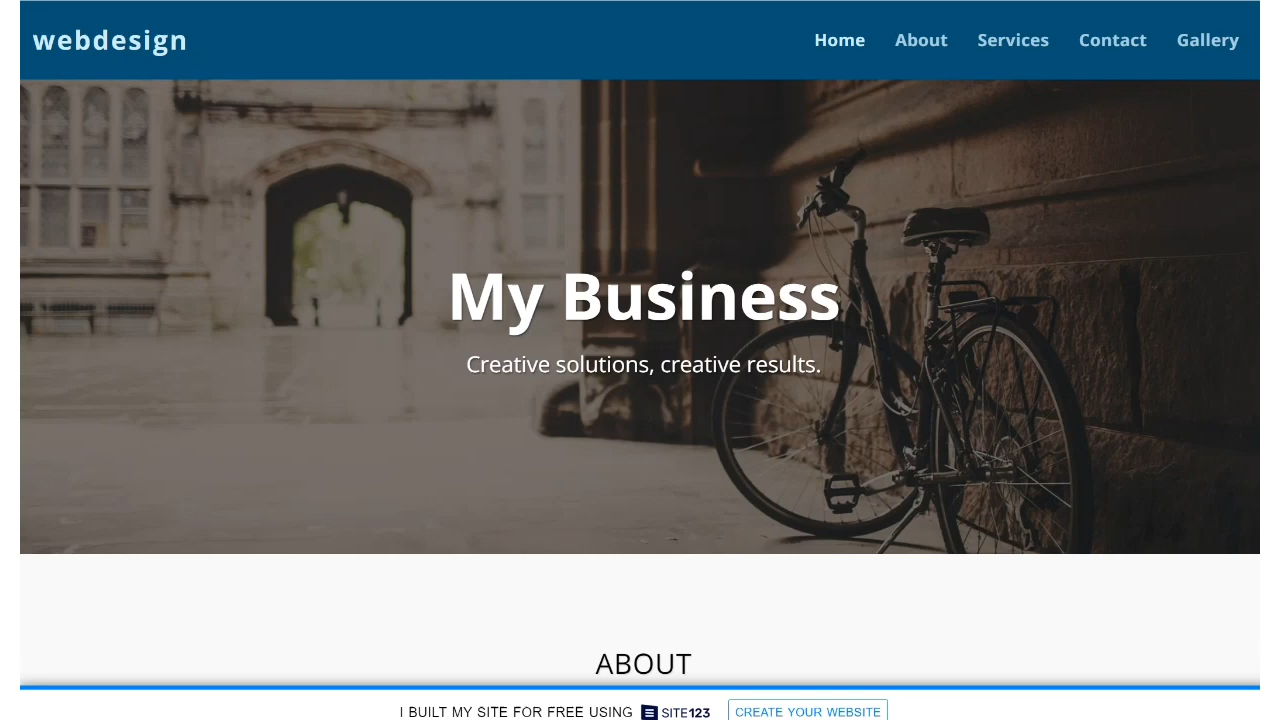 webdesign
Home About Services Contact Gallery
My Business
Creative solutions, creative results.
ABOUT
I BUILT MY SITE FOR FREE USING SITE123 CREATE YOUR WEBSITE